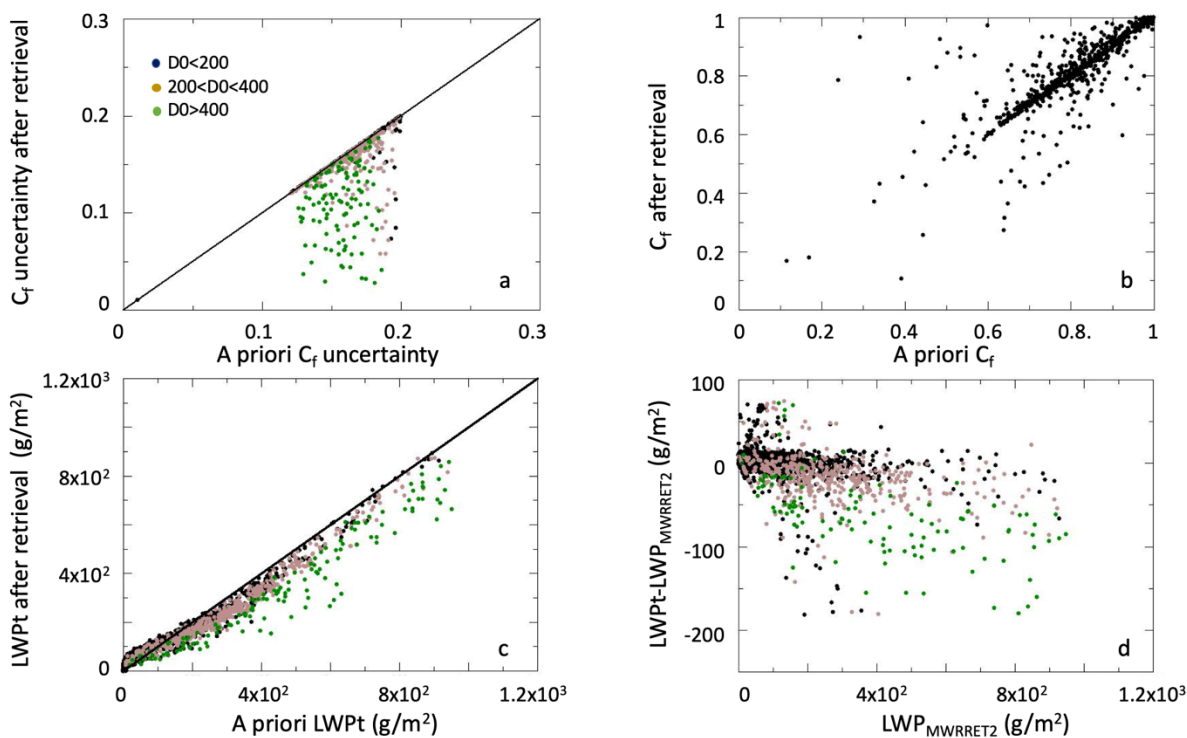 0.3
D0<200
200<D0<400
D0>400
0.2
0.1
0
C_f uncertainty after retrieval
a
0 0.1 0.2 0.3
A priori C_f uncertainty
1
0.8
0.6
0.4
0.2
0
C_f after retrieval
b
0 0.2 0.4 0.6 0.8. 1
A priori C_f
1.2x10³
8x10²
4x10²
0
LWPt after retrieval (g/m²)
c
0 4x10² 8x10² 1.2x10³
A priori LWPt (g/m²)
100
0
-100
-200
LWPt-LWP_MWRRET2 (g/m²)
d
0 4x10² 8x10² 1.2x10³
LWP_MWRRET2 (g/m²)